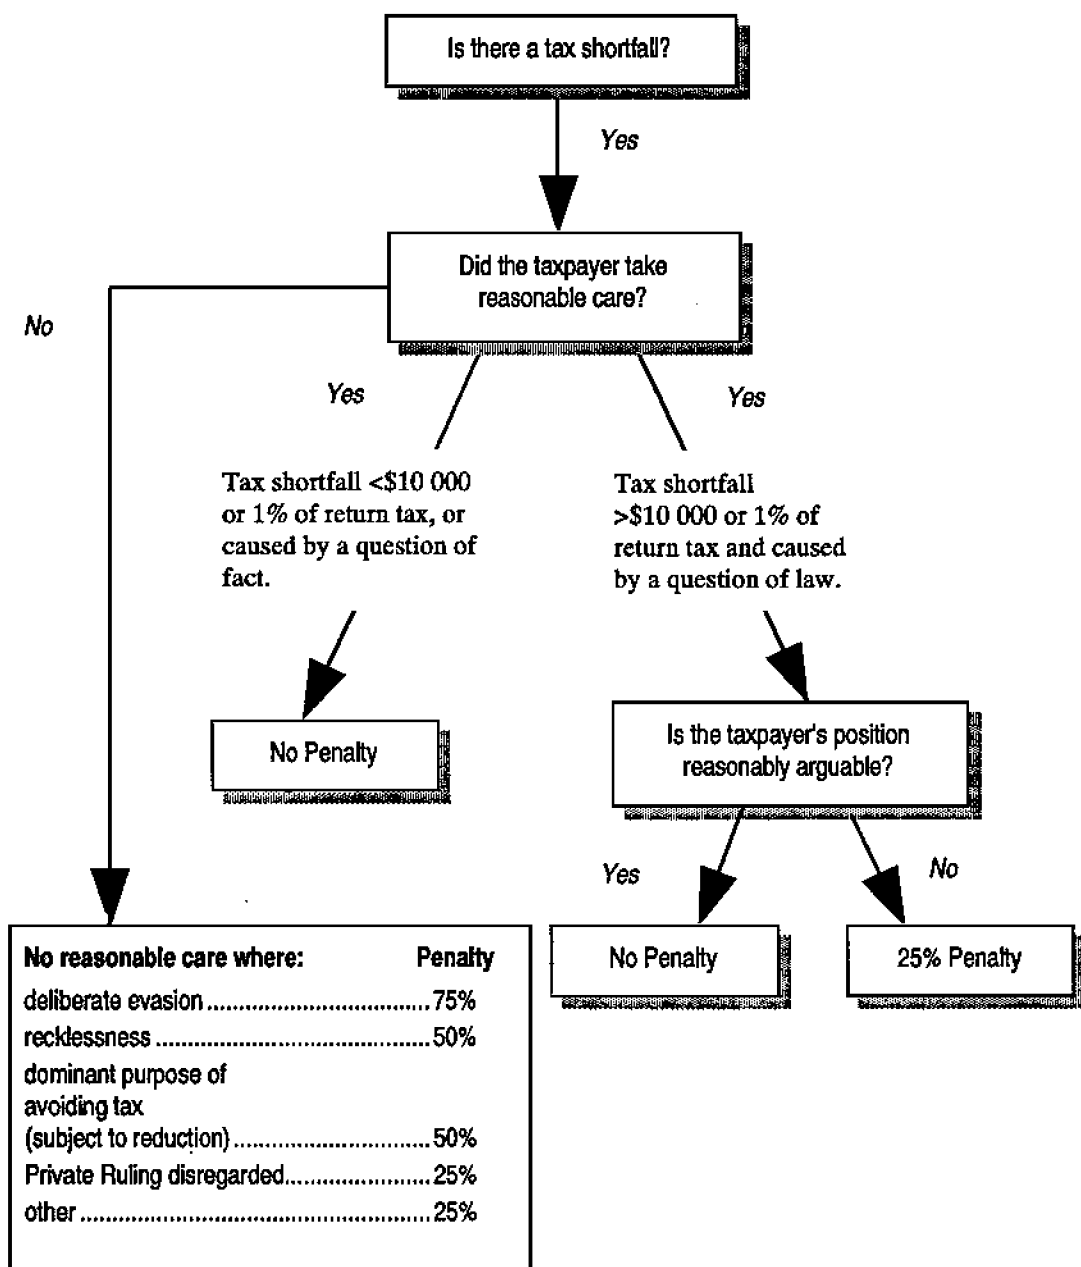 Is there a tax shortfall?
Yes
Did the taxpayer take
reasonable care?
No
Yes
Yes
Tax shortfall <$10 000
or 1% of return tax, or
caused by a question of
fact.
Tax shortfall
>$10 000 or 1% of
return tax and caused
by a question of law.
No Penalty
Is the taxpayer's position
reasonably arguable?
Yes
No
No Penalty
25% Penalty
No reasonable care where: Penalty
deliberate evasion ................................... 75%
recklessness ........................................... 50%
dominant purpose of
avoiding tax
(subject to reduction) ............................... 50%
Private Ruling disregarded....................... 25%
other ....................................................... 25%